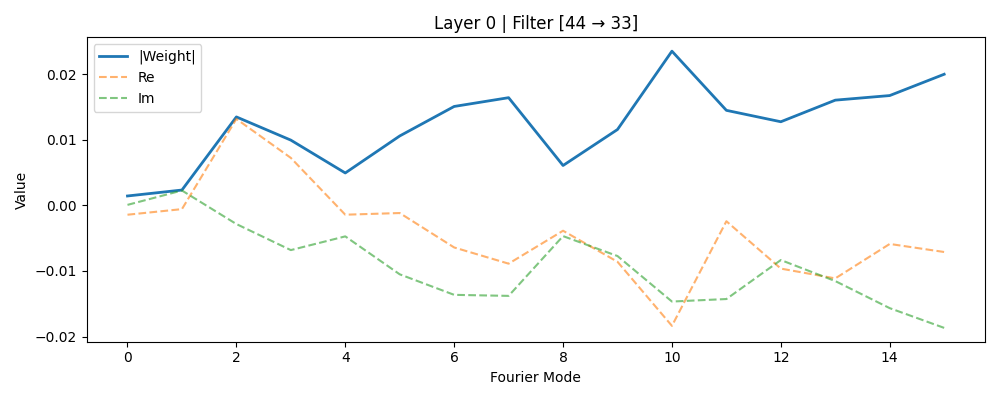 Layer 0 | Filter [44 → 33]
|Weight|
Re
Im
0.02
0.01
0.00
−0.01
−0.02
Value
0 2 4 6 8 10 12 14
Fourier Mode